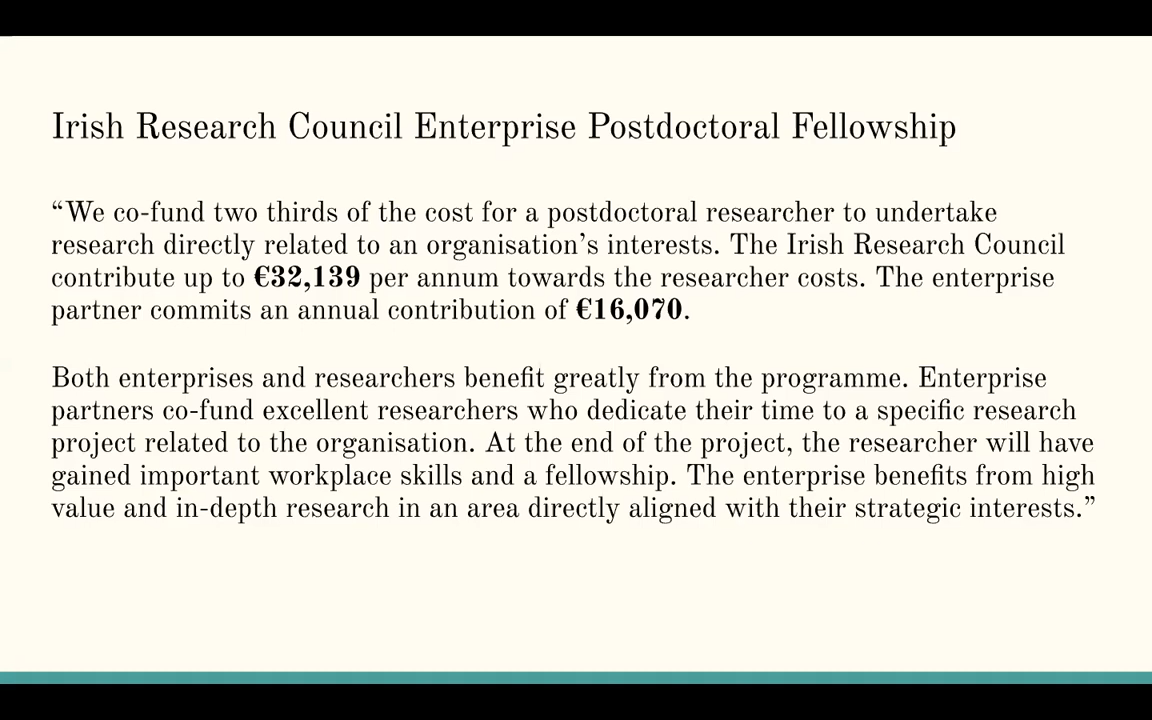 Irish Research Council Enterprise Postdoctoral Fellowship
“We co-fund two thirds of the cost for a postdoctoral researcher to undertake
research directly related to an organisation’s interests. The Irish Research Council
contribute up to €32,139 per annum towards the researcher costs. The enterprise
partner commits an annual contribution of €16,070.
Both enterprises and researchers benefit greatly from the programme. Enterprise
partners co-fund excellent researchers who dedicate their time to a specific research
project related to the organisation. At the end of the project, the researcher will have
gained important workplace skills and a fellowship. The enterprise benefits from high
value and in-depth research in an area directly aligned with their strategic interests.”